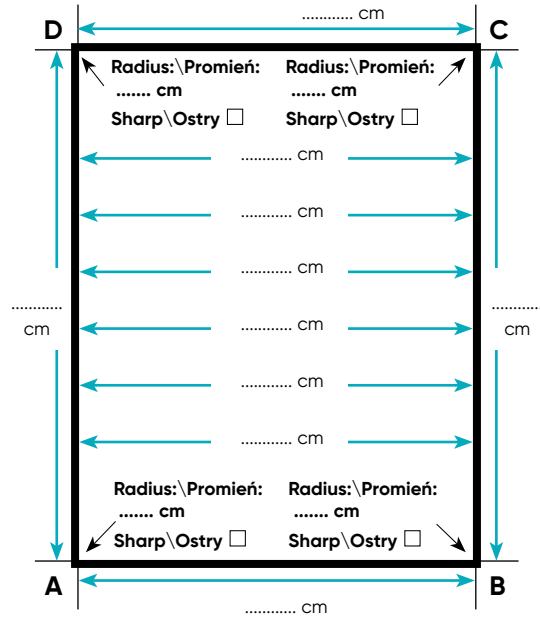 ............ cm
D C
Radius:\Promień: Radius:\Promień:
....... cm ....... cm
Sharp\Ostry □ Sharp\Ostry □
............ cm
............ cm
............ cm
............ cm ............
cm cm
............ cm
............ cm
............ cm
Radius:\Promień: Radius:\Promień:
....... cm ....... cm
Sharp\Ostry □ Sharp\Ostry □
A B
............ cm